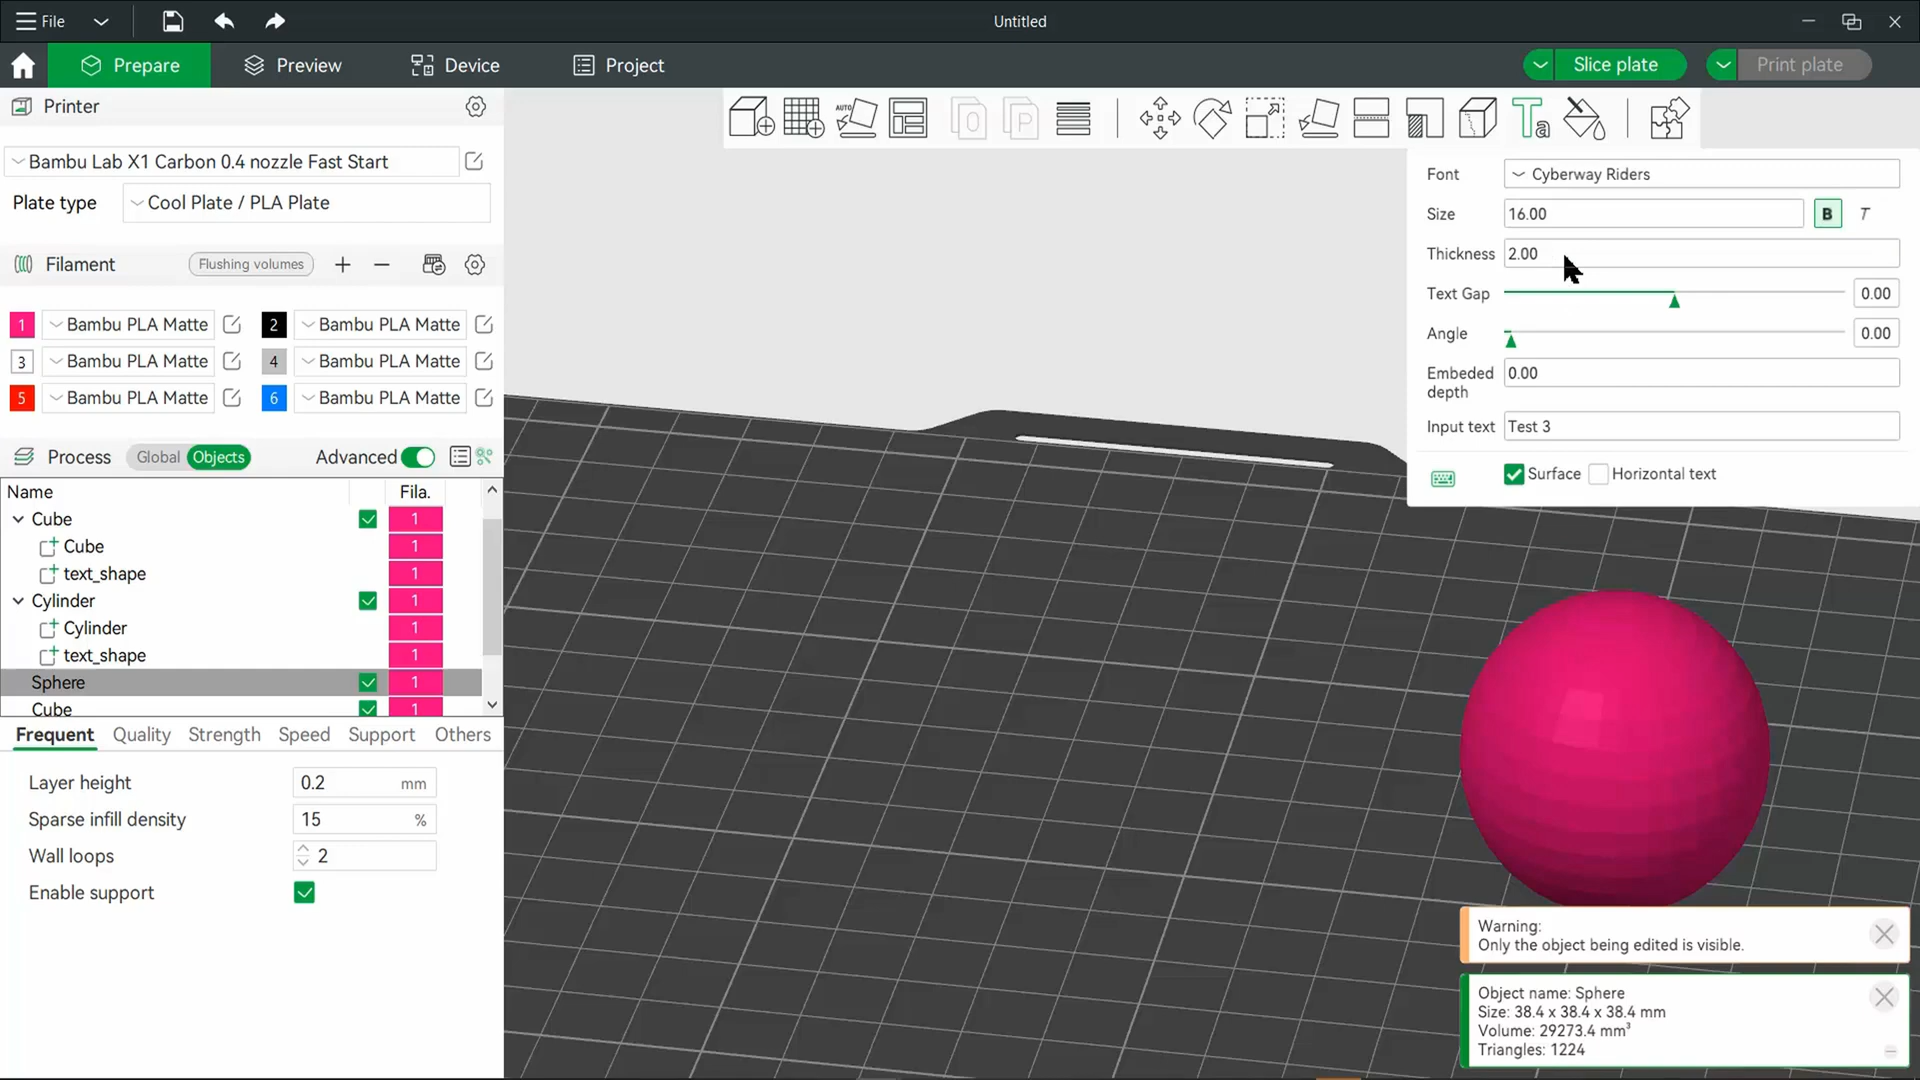 File
Untitled
Prepare
Preview
Device
Project
Slice plate
Print plate
Printer
Bambu Lab X1 Carbon 0.4 nozzle Fast Start
Plate type
Cool Plate / PLA Plate
Filament
Flushing volumes
1 Bambu PLA Matte
2 Bambu PLA Matte
3 Bambu PLA Matte
4 Bambu PLA Matte
5 Bambu PLA Matte
6 Bambu PLA Matte
Process Global Objects Advanced
Name Fila.
Cube 1
Cube 1
text_shape 1
Cylinder 1
Cylinder 1
text_shape 1
Sphere 1
Cube 1
Frequent Quality Strength Speed Support Others
Layer height 0.2 mm
Sparse infill density 15 %
Wall loops 2
Enable support
AUTO
O
P
Ta
Font Cyberway Riders
Size 16.00 B T
Thickness 2.00
Text Gap 0.00
Angle 0.00
Embeded
depth
0.00
Input text Test 3
Surface Horizontal text
Warning:
Only the object being edited is visible.
Object name: Sphere
Size: 38.4 x 38.4 x 38.4 mm
Volume: 29273.4 mm³
Triangles: 1224